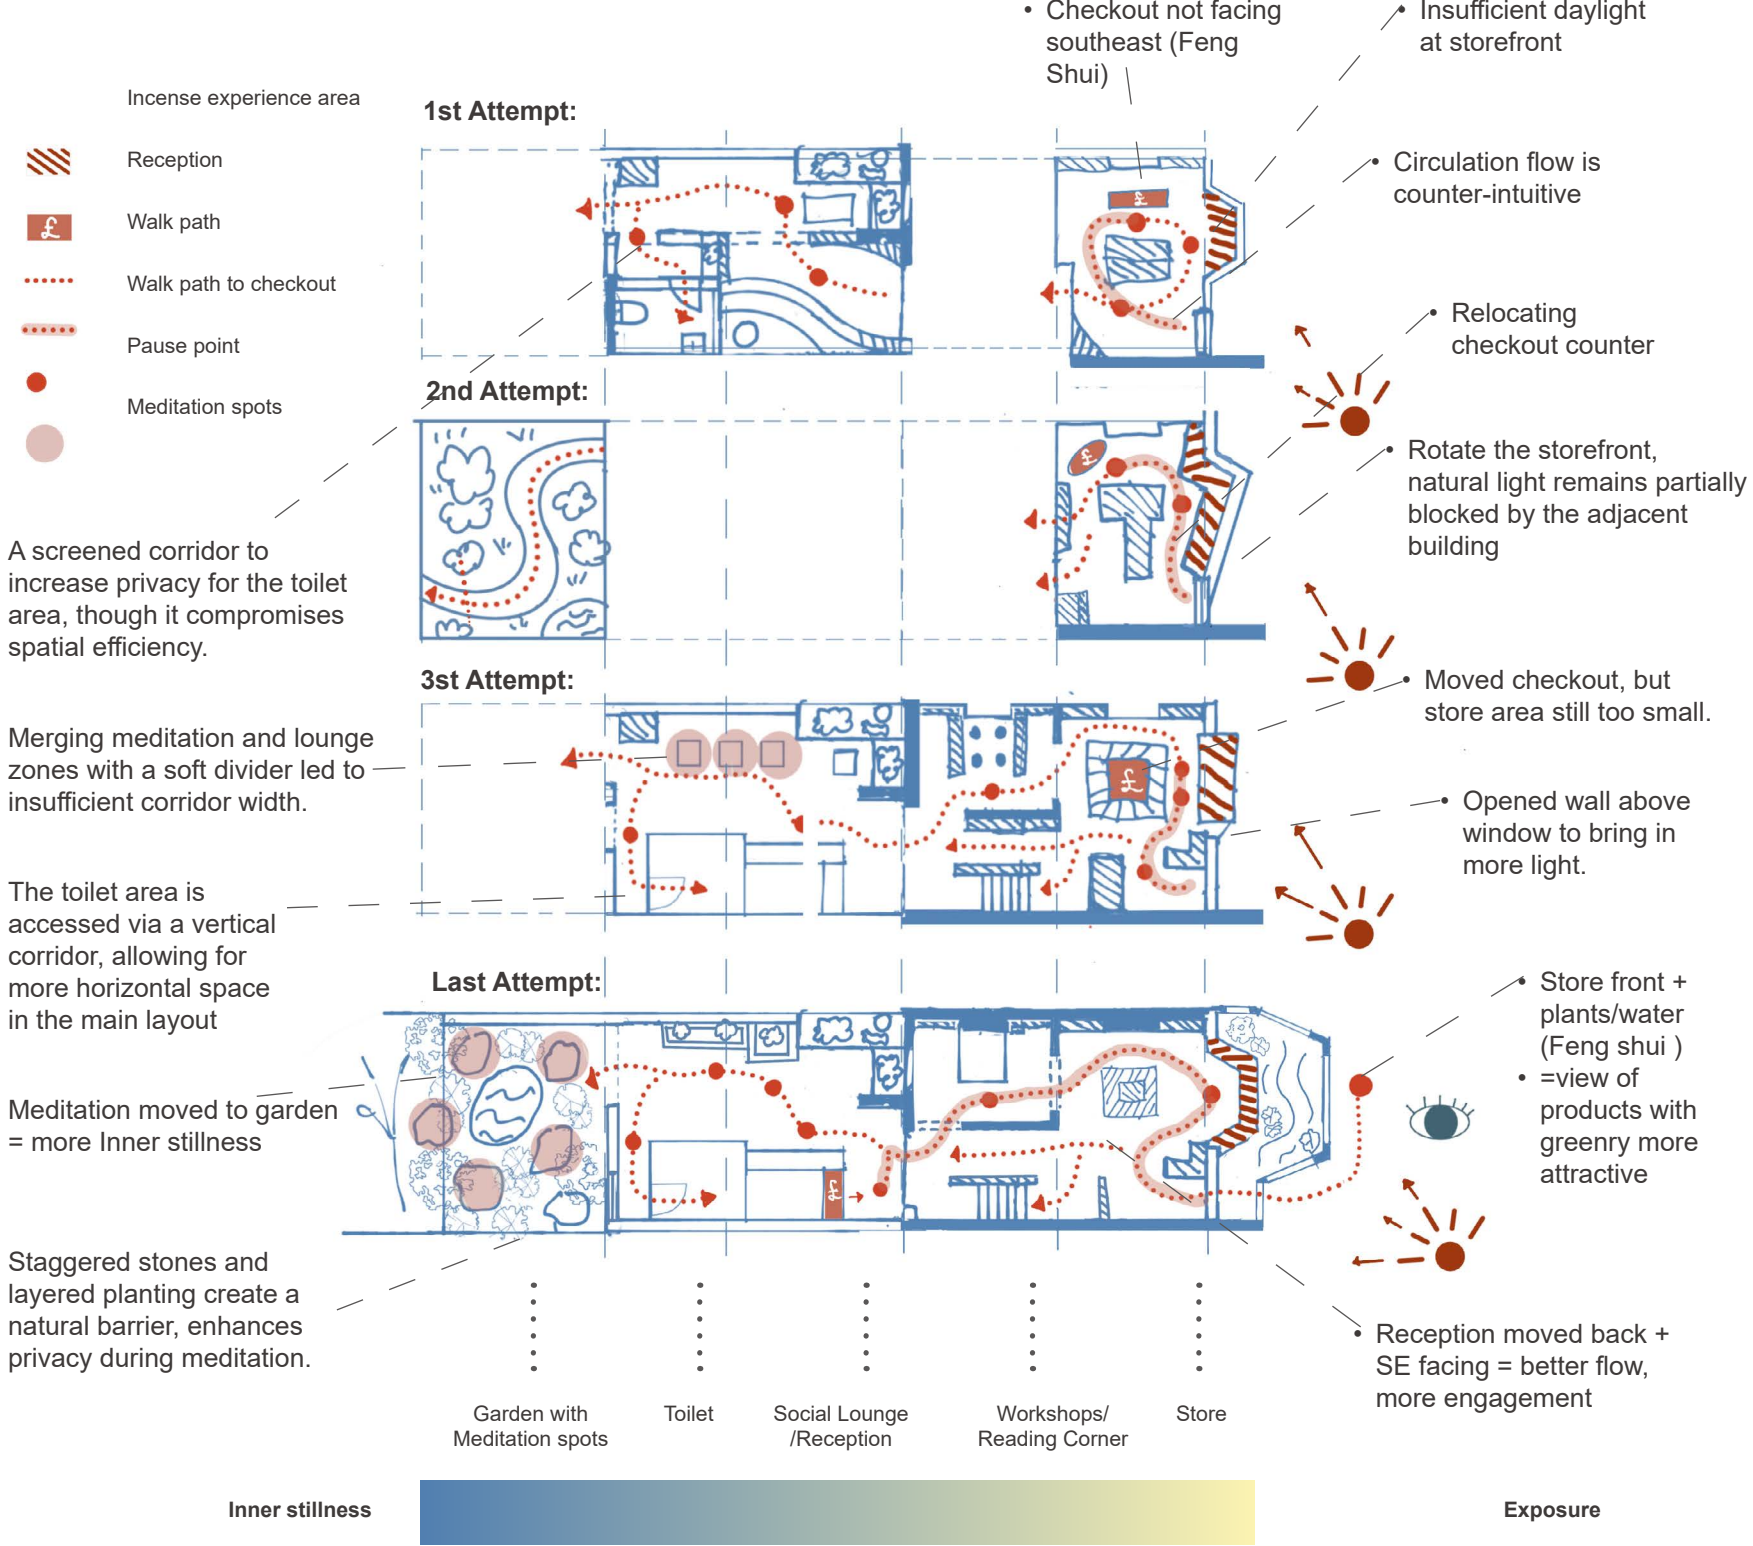 • Checkout not facing
southeast (Feng
Shui)
• Insufficient daylight
at storefront
Incense experience area
Reception
£
Walk path
Walk path to checkout
Pause point
Meditation spots
1st Attempt:
£
• Circulation flow is
counter-intuitive
• Relocating
checkout counter
2nd Attempt:
£
• Rotate the storefront,
natural light remains partially
blocked by the adjacent
building
A screened corridor to
increase privacy for the toilet
area, though it compromises
spatial efficiency.
3st Attempt:
£
• Moved checkout, but
store area still too small.
Merging meditation and lounge
zones with a soft divider led to
insufficient corridor width.
• Opened wall above
window to bring in
more light.
The toilet area is
accessed via a vertical
corridor, allowing for
more horizontal space
in the main layout
Last Attempt:
£
• Store front +
plants/water
(Feng shui )
• =view of
products with
greenry more
attractive
Meditation moved to garden
= more Inner stillness
Staggered stones and
layered planting create a
natural barrier, enhances
privacy during meditation.
• Reception moved back +
SE facing = better flow,
more engagement
Garden with
Meditation spots
Toilet
Social Lounge
/Reception
Workshops/
Reading Corner
Store
Inner stillness
Exposure